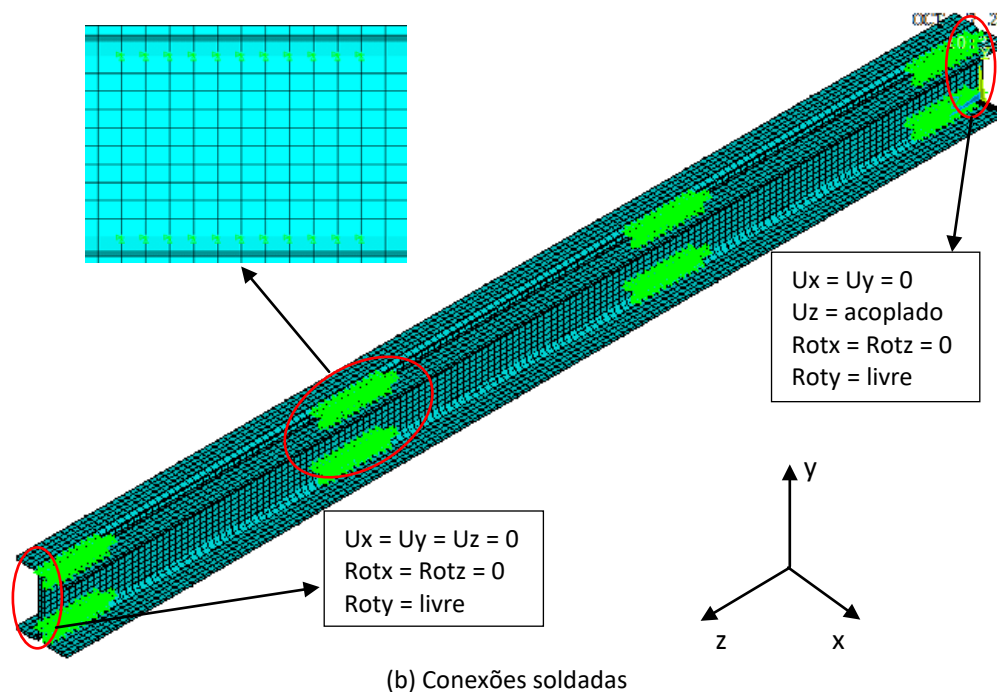 Ux = Uy = 0
Uz = acoplado
Rotx = Rotz = 0
Roty = livre
Ux = Uy = Uz = 0
Rotx = Rotz = 0
Roty = livre
y
z
x
(b) Conexões soldadas